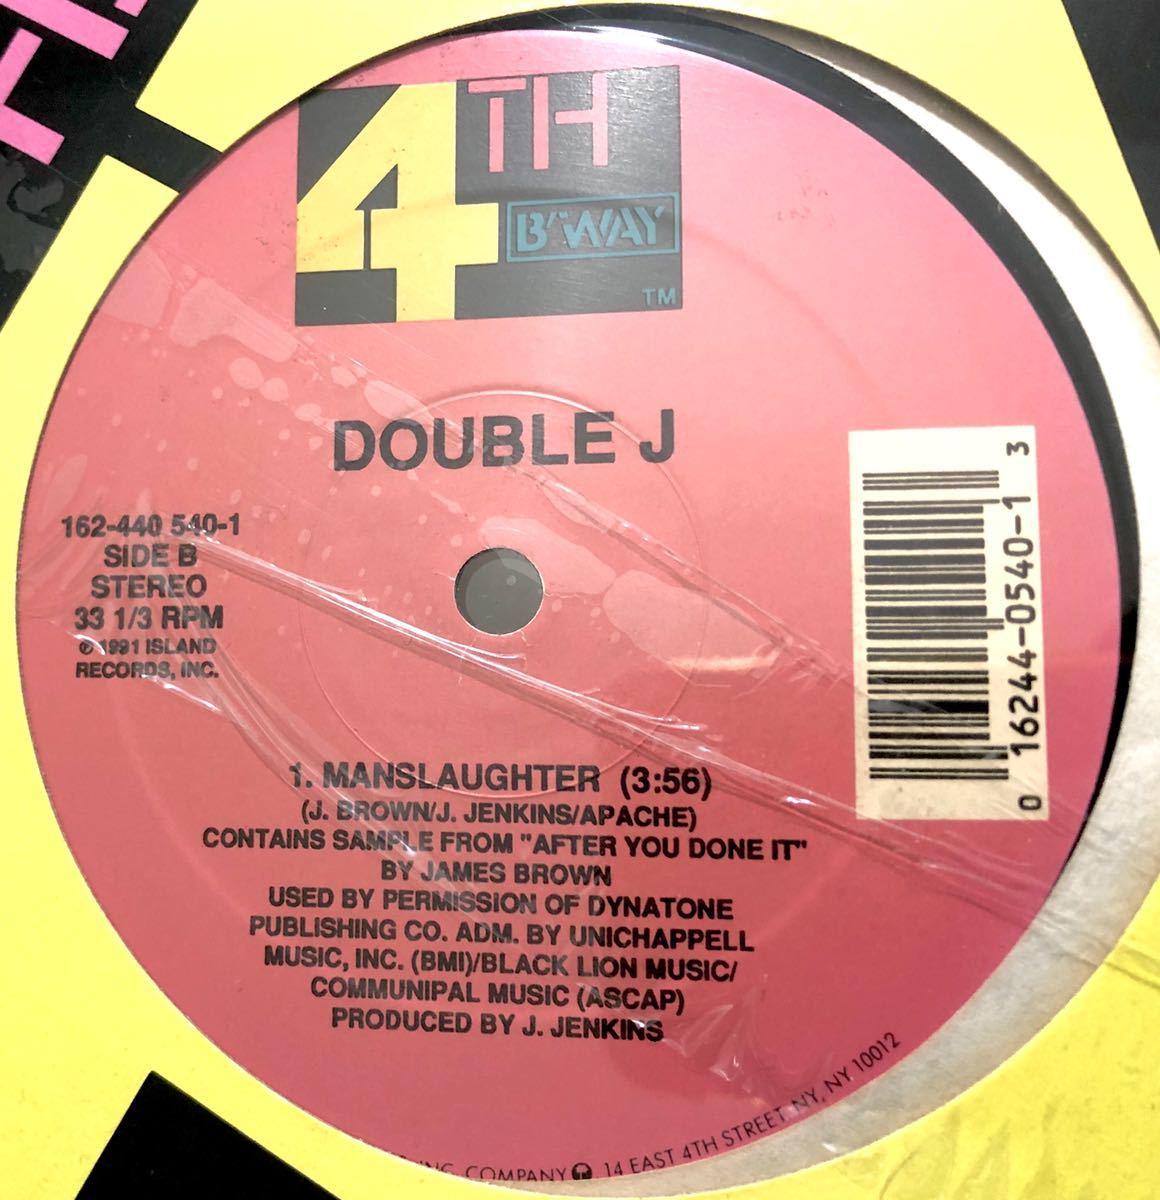 4TH
B'WAY
TM
DOUBLE J
162-440 540-1
SIDE B
STEREO
33 1/3 RPM
℗ 1991 ISLAND
RECORDS, INC.
0 16244-0540-1 3
1. MANSLAUGHTER (3:56)
(J. BROWN/J. JENKINS/APACHE)
CONTAINS SAMPLE FROM "AFTER YOU DONE IT"
BY JAMES BROWN
USED BY PERMISSION OF DYNATONE
PUBLISHING CO. ADM. BY UNICHAPPELL
MUSIC, INC. (BMI)/BLACK LION MUSIC/
COMMUNIPAL MUSIC (ASCAP)
PRODUCED BY J. JENKINS
INC. COMPANY 14 EAST 4TH STREET, NY, NY 10012